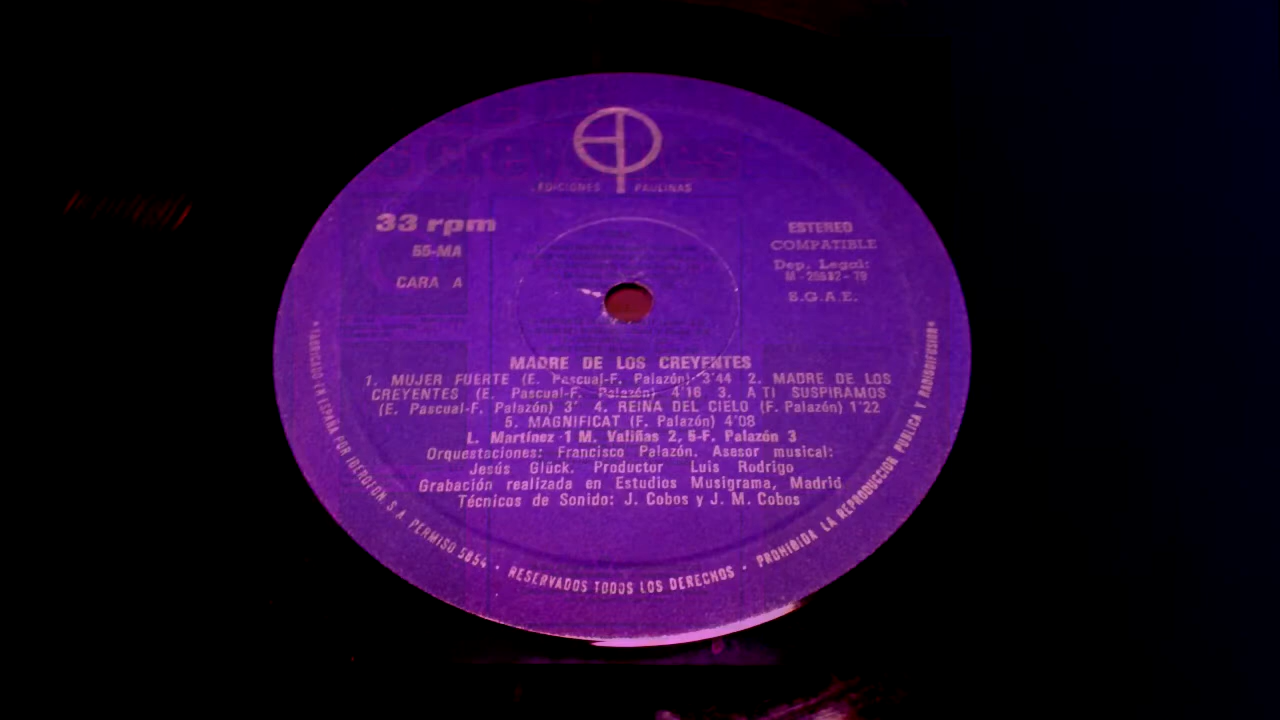 EDICIONES PAULINAS
33 rpm
55-MA
CARA A
ESTEREO
COMPATIBLE
Dep. Legal:
S.G.A.E.
MADRE DE LOS CREYENTES
1. MUJER FUERTE (E. Pascual-F. Palazón) 3'44 2. MADRE DE LOS
CREYENTES (E. Pascual-F. Palazón) 4'16 3. A TI SUSPIRAMOS
(E. Pascual-F. Palazón) 3' 4. REINA DEL CIELO (F. Palazón) 1'22
5. MAGNIFICAT (F. Palazón) 4'08
L. Martínez 1 M. Valiñas 2, 5-F. Palazón 3
Orquestaciones: Francisco Palazón. Asesor musical:
Jesús Glück. Productor Luis Rodrigo
Grabación realizada en Estudios Musigrama, Madrid
Técnicos de Sonido: J. Cobos y J. M. Cobos
*FABRICADO EN ESPAÑA POR IBEROFON, S.A. PERMISO 5854 • RESERVADOS TODOS LOS DERECHOS • PROHIBIDA LA REPRODUCCION PUBLICA Y RADIODIFUSION*